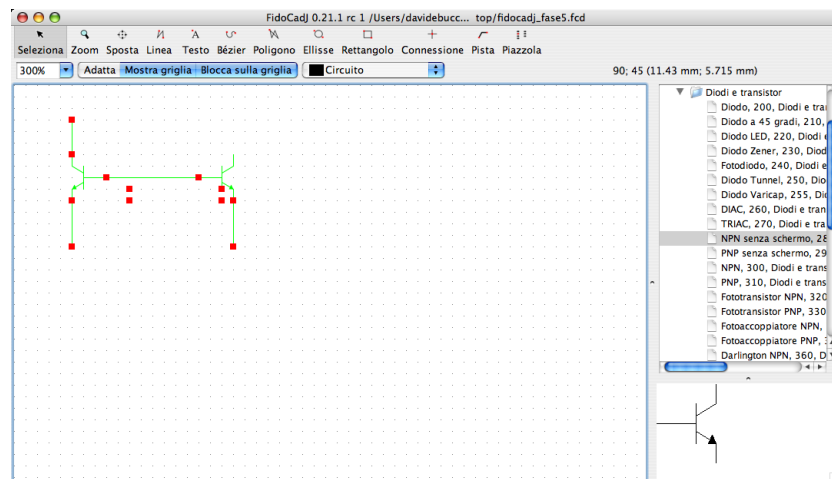 FidoCadJ 0.21.1 rc 1 /Users/davidebucc... top/fidocadj_fase5.fcd
Seleziona Zoom Sposta Linea Testo Bézier Poligono Ellisse Rettangolo Connessione Pista Piazzola
300% Adatta Mostra griglia Blocca sulla griglia Circuito 90; 45 (11.43 mm; 5.715 mm)
Diodi e transistor
Diodo, 200, Diodi e tra
Diodo a 45 gradi, 210,
Diodo LED, 220, Diodi e
Diodo Zener, 230, Diod
Fotodiodo, 240, Diodi e
Diodo Tunnel, 250, Dio
Diodo Varicap, 255, Dio
DIAC, 260, Diodi e tran
TRIAC, 270, Diodi e tra
NPN senza schermo, 28
PNP senza schermo, 29
NPN, 300, Diodi e trans
PNP, 310, Diodi e trans
Fototransistor NPN, 320
Fototransistor PNP, 330
Fotoaccoppiatore NPN,
Fotoaccoppiatore PNP,
Darlington NPN, 360, D